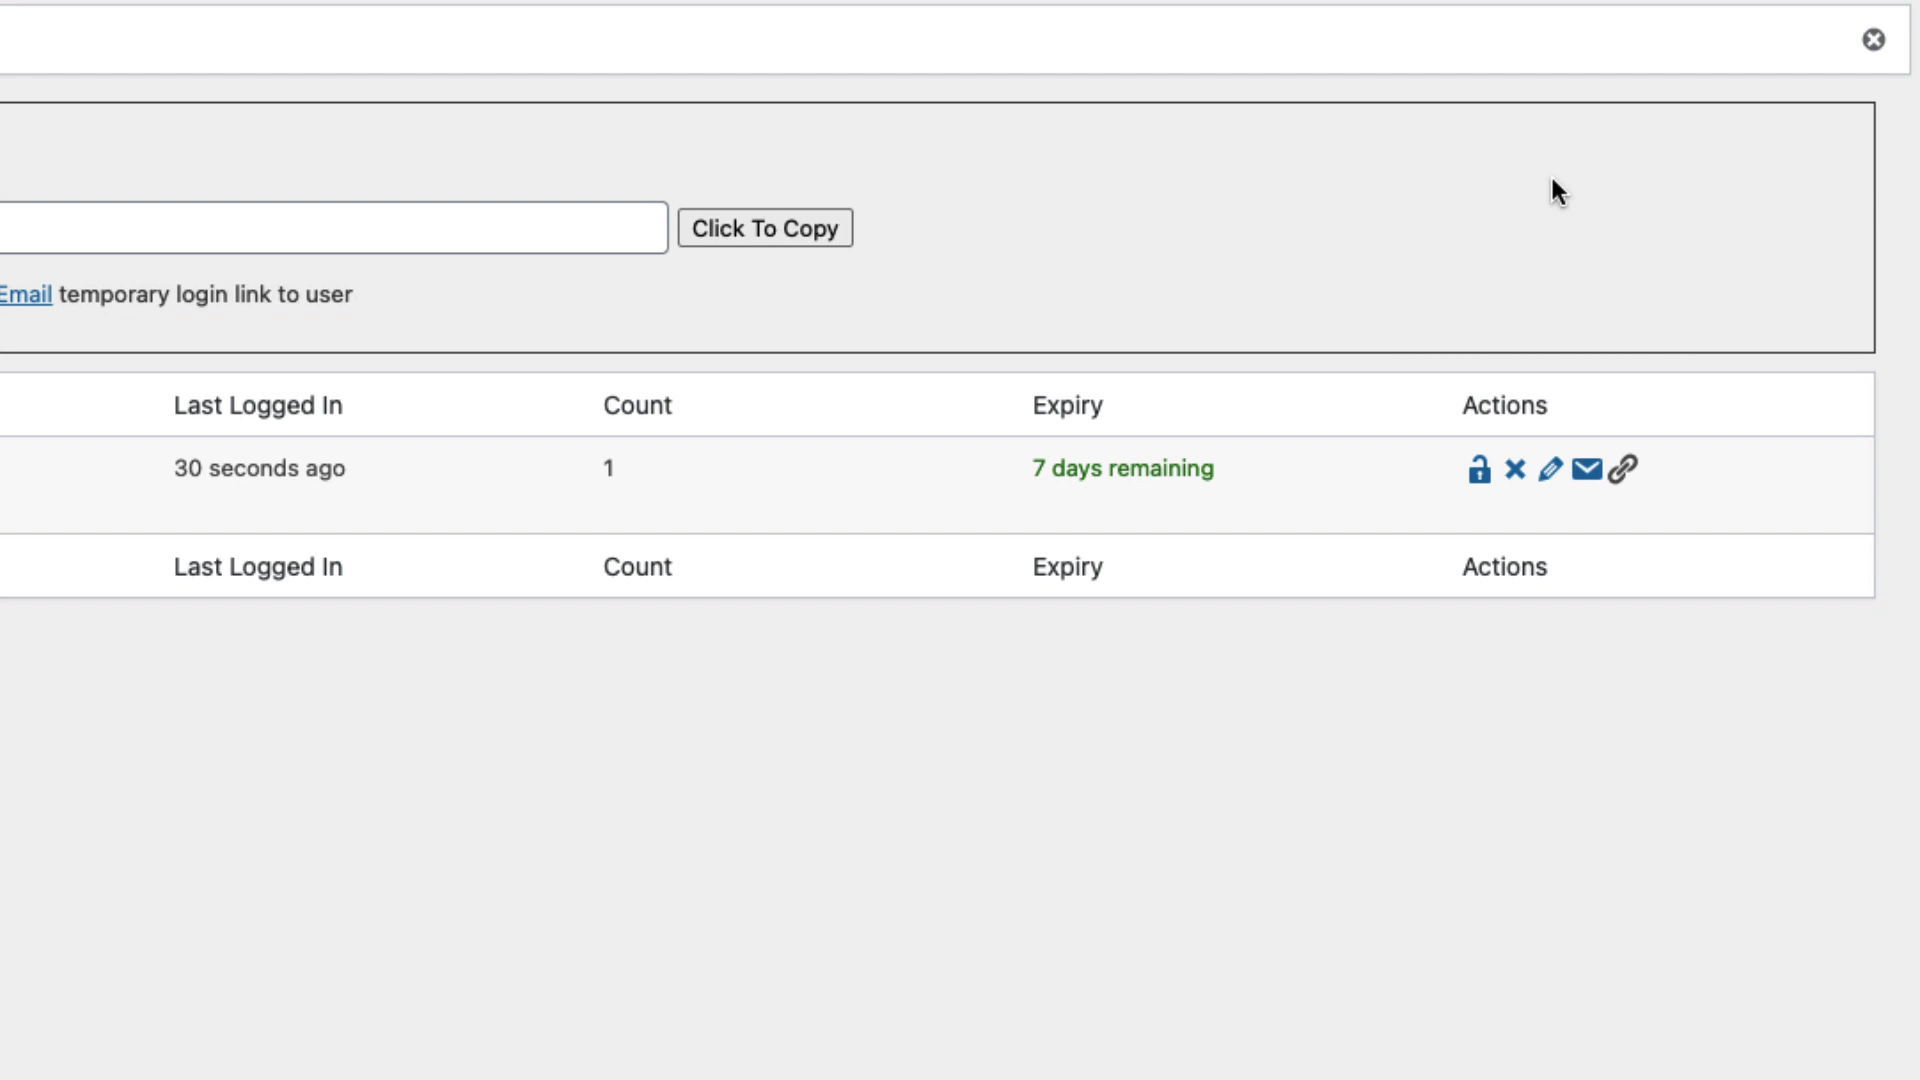 Click To Copy
Email temporary login link to user
Last Logged In Count Expiry Actions
30 seconds ago 1 7 days remaining
Last Logged In Count Expiry Actions